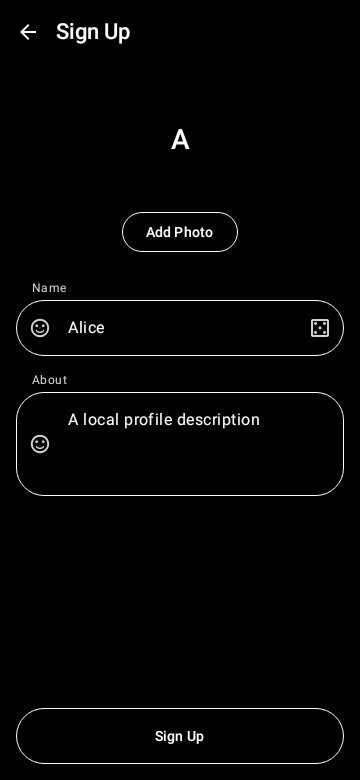 Sign Up
A
Add Photo
Name
Alice
About
A local profile description
Sign Up